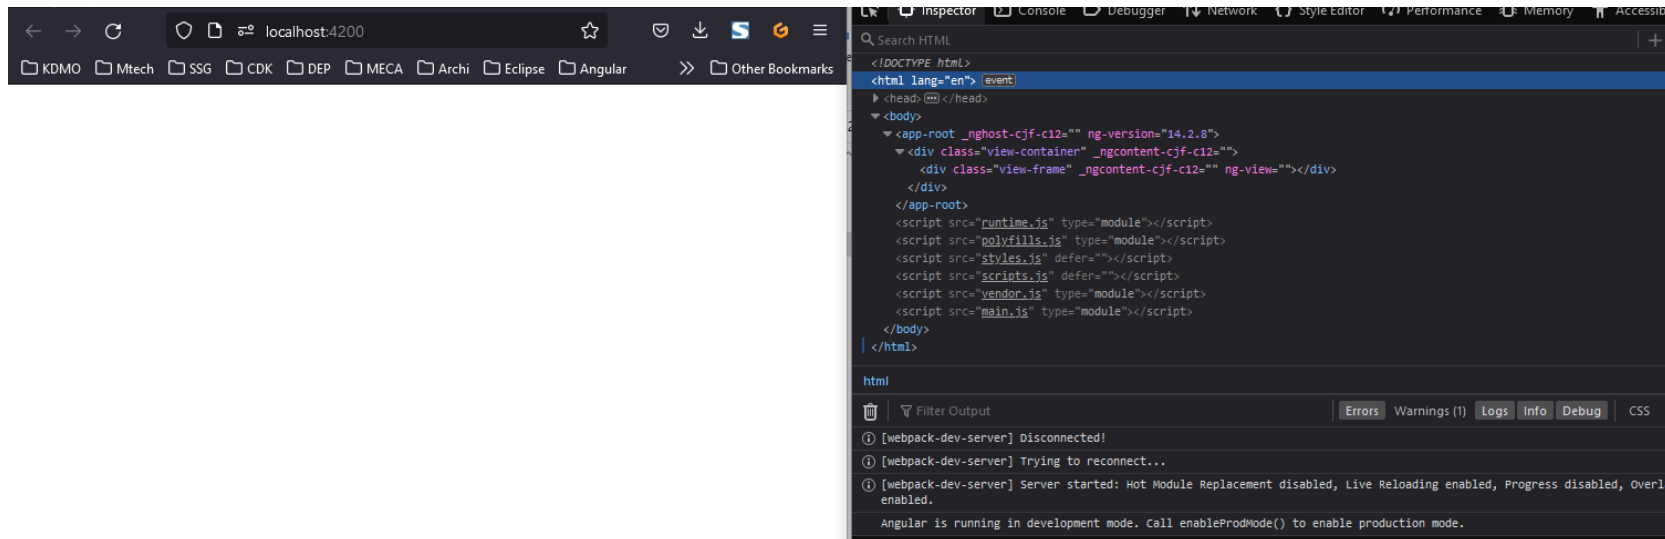 localhost:4200
KDMO Mtech SSG CDK DEP MECA Archi Eclipse Angular Other Bookmarks
Inspector Console Debugger Network Style Editor Performance Memory Accessib
Search HTML
<!DOCTYPE html>
<html lang="en"> event
<head> </head>
<body>
<app-root _nghost-cjf-c12="" ng-version="14.2.8">
<div class="view-container" _ngcontent-cjf-c12="">
<div class="view-frame" _ngcontent-cjf-c12="" ng-view=""></div>
</div>
</app-root>
<script src="runtime.js" type="module"></script>
<script src="polyfills.js" type="module"></script>
<script src="styles.js" defer=""></script>
<script src="scripts.js" defer=""></script>
<script src="vendor.js" type="module"></script>
<script src="main.js" type="module"></script>
</body>
</html>
html
Filter Output Errors Warnings (1) Logs Info Debug CSS
[webpack-dev-server] Disconnected!
[webpack-dev-server] Trying to reconnect...
[webpack-dev-server] Server started: Hot Module Replacement disabled, Live Reloading enabled, Progress disabled, Overl
enabled.
Angular is running in development mode. Call enableProdMode() to enable production mode.